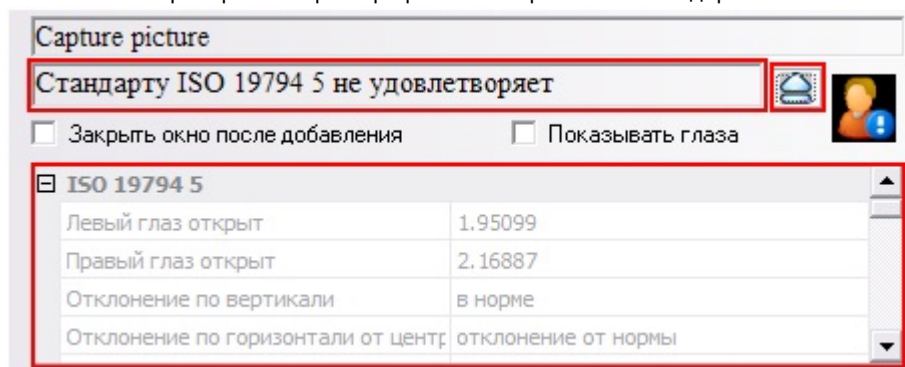 Capture picture
Стандарту ISO 19794 5 не удовлетворяет
Закрыть окно после добавления Показывать глаза
ISO 19794 5
Левый глаз открыт 1.95099
Правый глаз открыт 2.16887
Отклонение по вертикали в норме
Отклонение по горизонтали от центр отклонение от нормы